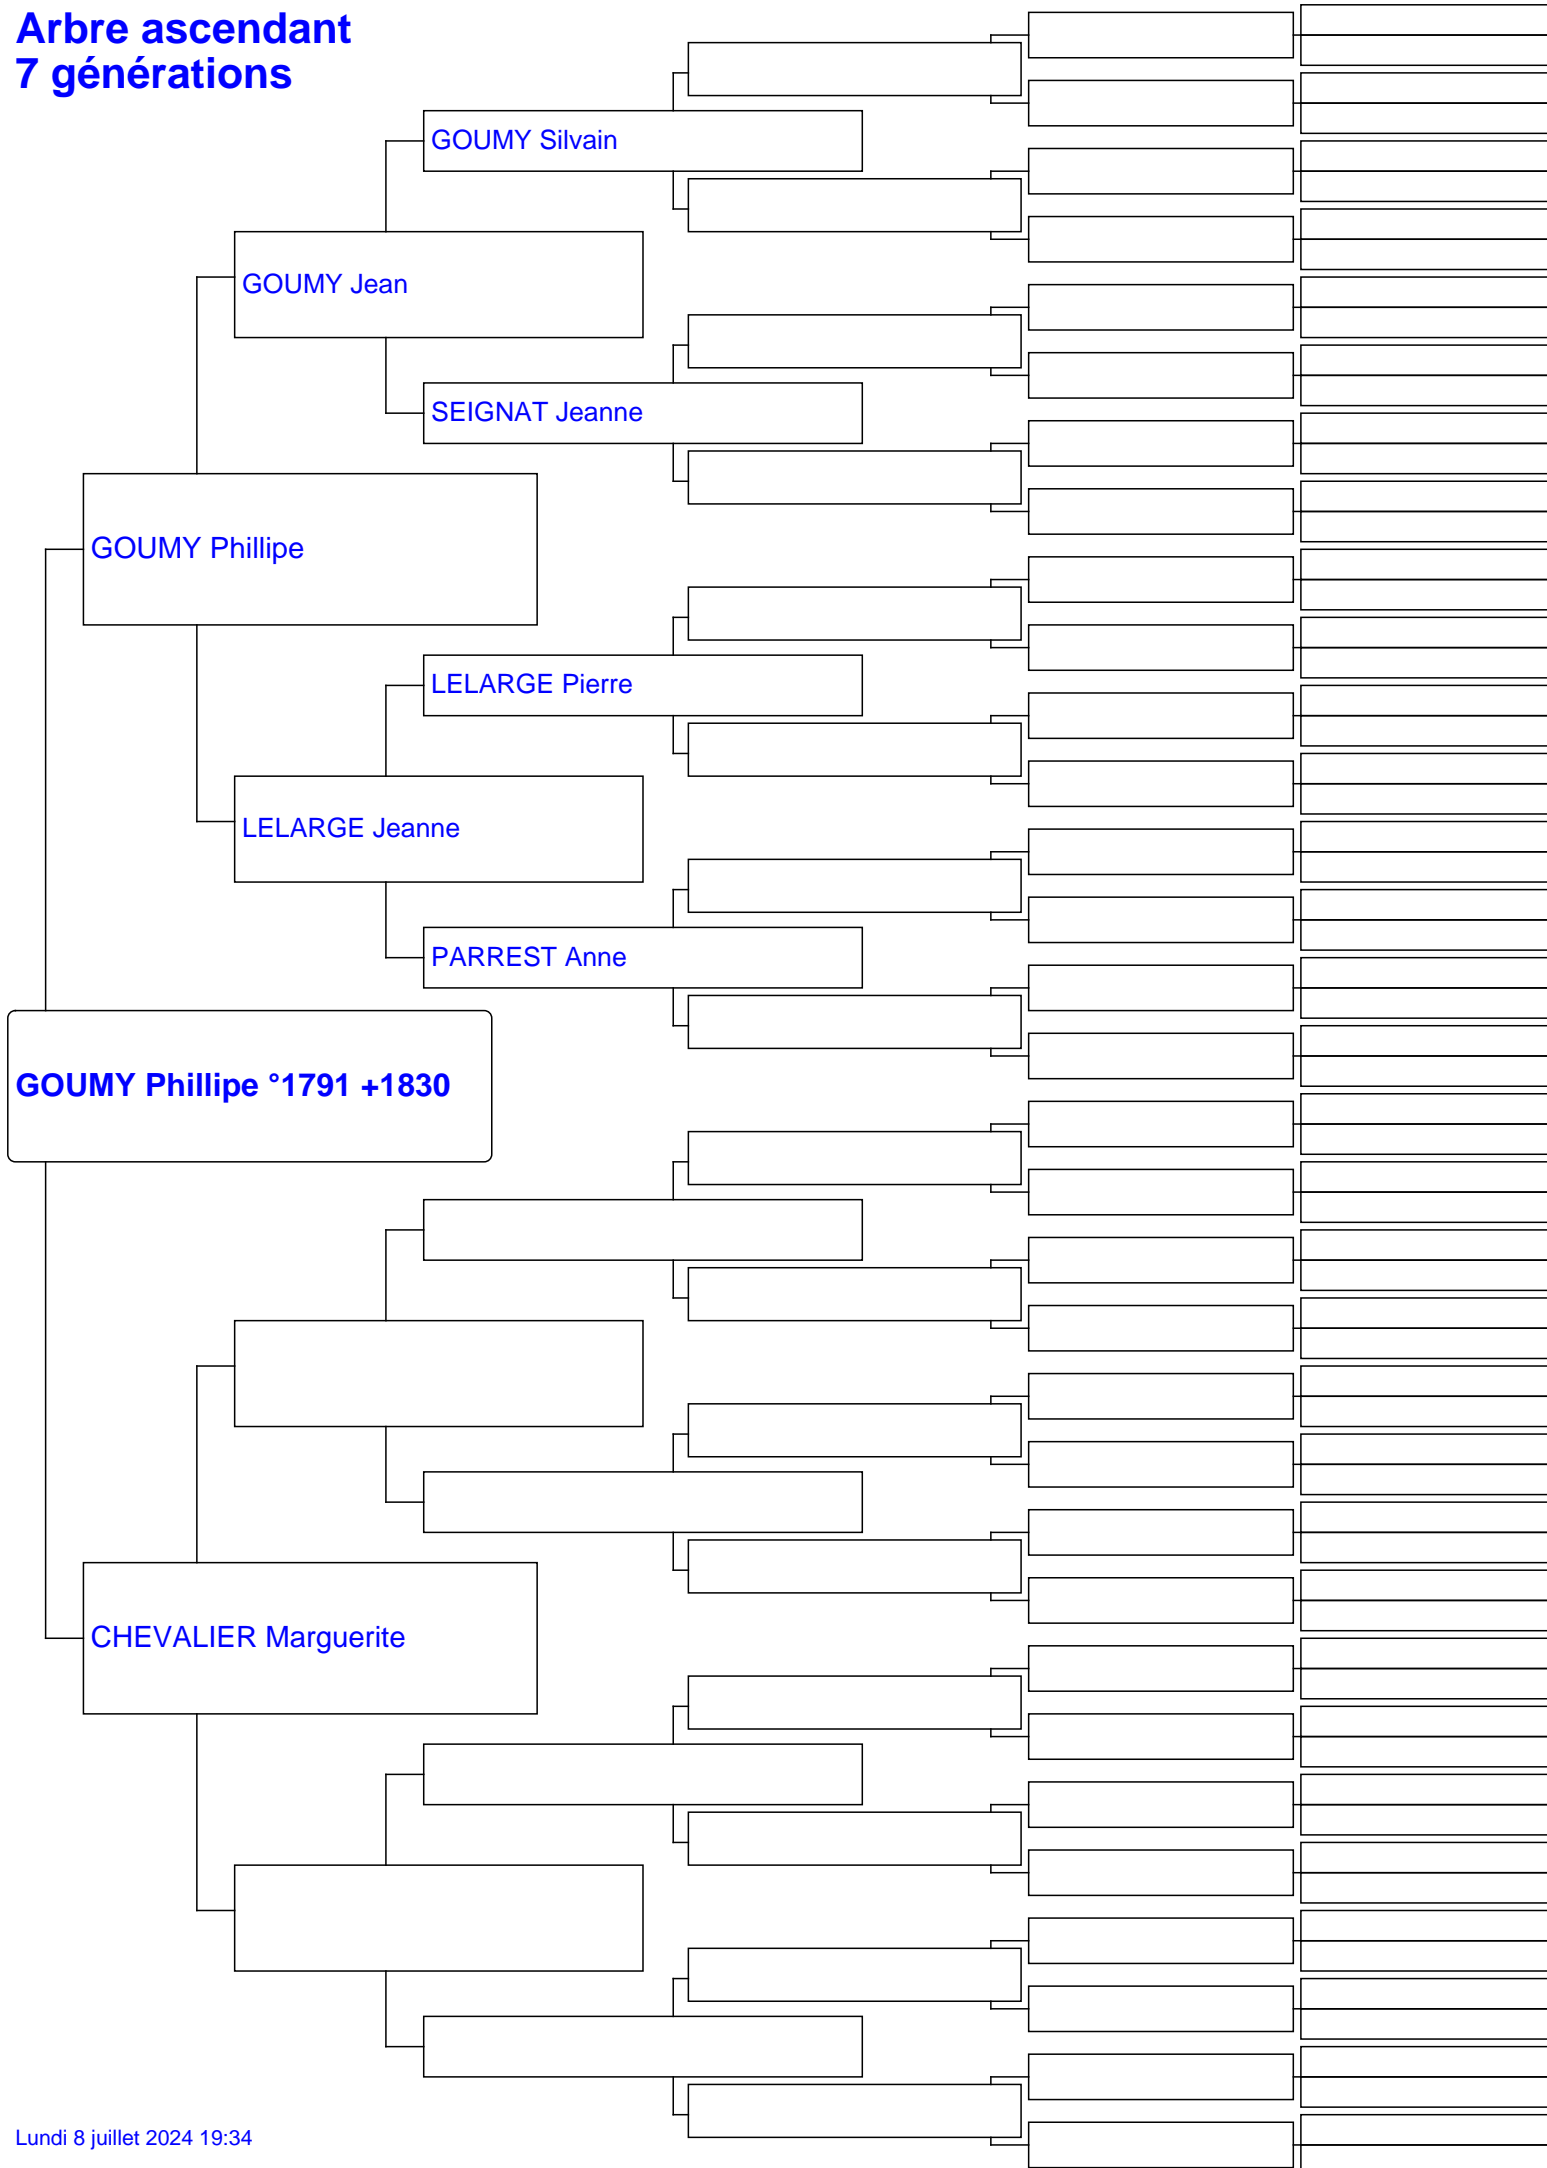 Arbre ascendant
7 générations
GOUMY Silvain
GOUMY Jean
SEIGNAT Jeanne
GOUMY Phillipe
LELARGE Pierre
LELARGE Jeanne
PARREST Anne
GOUMY Phillipe °1791 +1830
CHEVALIER Marguerite
Lundi 8 juillet 2024 19:34